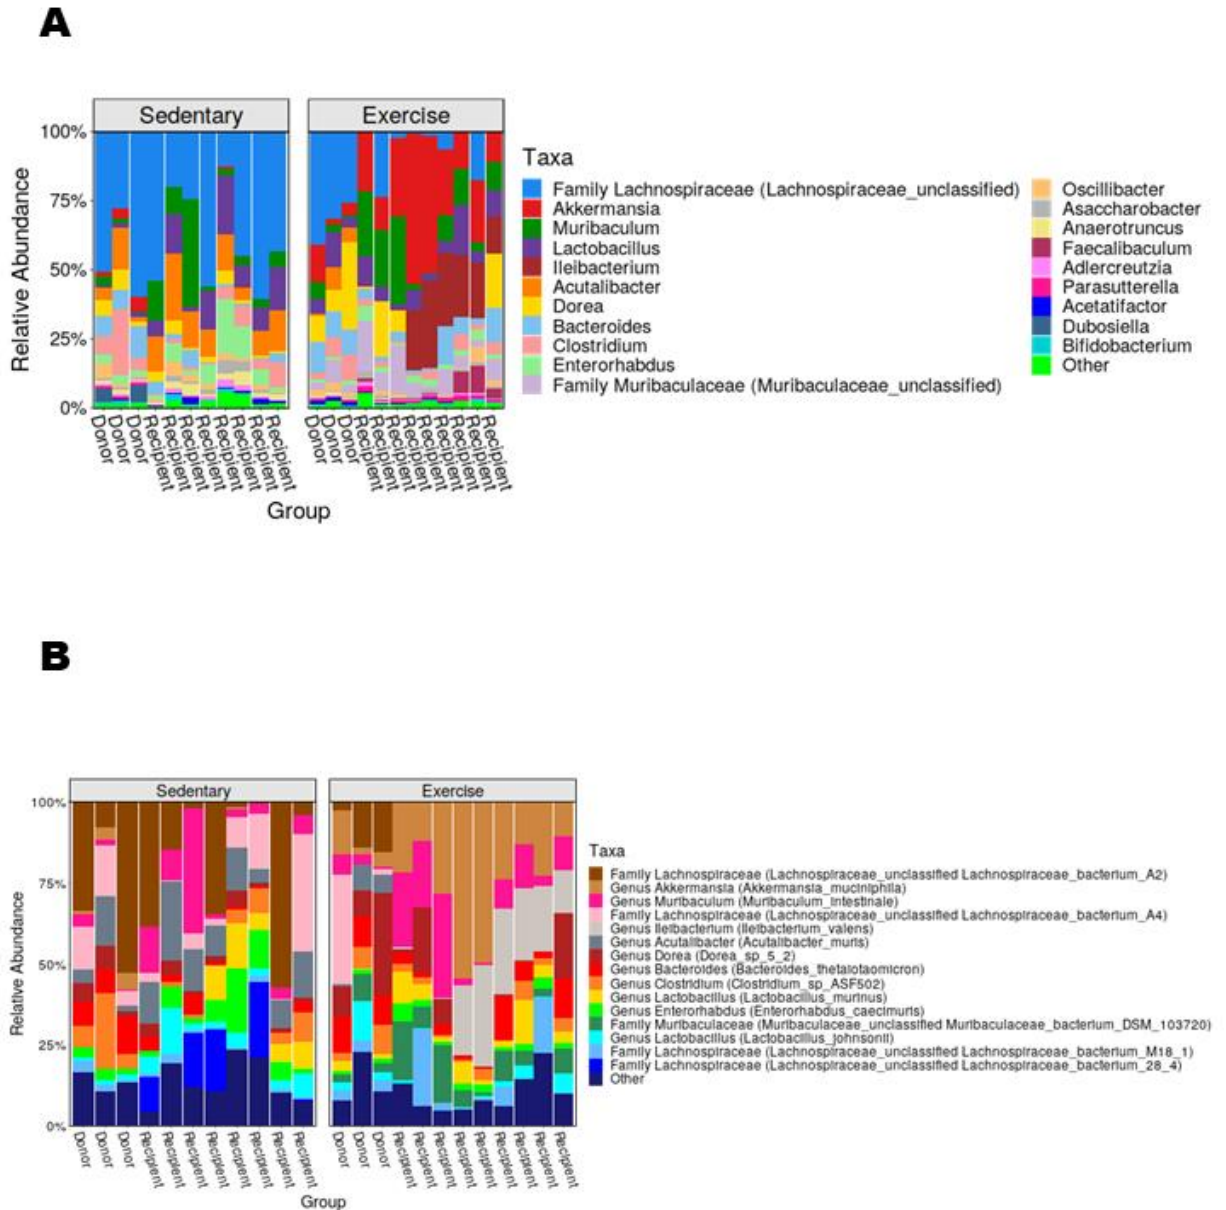 A
Sedentary
Exercise
100%
75%
50%
25%
0%
Relative Abundance
Donor
Donor
Donor
Recipient
Recipient
Recipient
Recipient
Recipient
Recipient
Recipient
Recipient
Donor
Donor
Donor
Recipient
Recipient
Recipient
Recipient
Recipient
Recipient
Recipient
Recipient
Recipient
Group
Taxa
Family Lachnospiraceae (Lachnospiraceae_unclassified)
Akkermansia
Muribaculum
Lactobacillus
Ileibacterium
Acutalibacter
Dorea
Bacteroides
Clostridium
Enterorhabdus
Family Muribaculaceae (Muribaculaceae_unclassified)
Oscillibacter
Asaccharobacter
Anaerotruncus
Faecalibaculum
Adlercreutzia
Parasutterella
Acetatifactor
Dubosiella
Bifidobacterium
Other
B
Sedentary
Exercise
100%
75%
50%
25%
0%
Relative Abundance
Donor
Donor
Donor
Recipient
Recipient
Recipient
Recipient
Recipient
Recipient
Recipient
Recipient
Donor
Donor
Donor
Recipient
Recipient
Recipient
Recipient
Recipient
Recipient
Recipient
Recipient
Recipient
Group
Taxa
Family Lachnospiraceae (Lachnospiraceae_unclassified Lachnospiraceae_bacterium_A2)
Genus Akkermansia (Akkermansia_muciniphila)
Genus Muribaculum (Muribaculum_intestinale)
Family Lachnospiraceae (Lachnospiraceae_unclassified Lachnospiraceae_bacterium_A4)
Genus Ileibacterium (Ileibacterium_valens)
Genus Acutalibacter (Acutalibacter_muris)
Genus Dorea (Dorea_sp_5_2)
Genus Bacteroides (Bacteroides_thetaiotaomicron)
Genus Clostridium (Clostridium_sp_ASF502)
Genus Lactobacillus (Lactobacillus_murinus)
Genus Enterorhabdus (Enterorhabdus_caecimuris)
Family Muribaculaceae (Muribaculaceae_unclassified Muribaculaceae_bacterium_DSM_103720)
Genus Lactobacillus (Lactobacillus_johnsonii)
Family Lachnospiraceae (Lachnospiraceae_unclassified Lachnospiraceae_bacterium_M18_1)
Family Lachnospiraceae (Lachnospiraceae_unclassified Lachnospiraceae_bacterium_28_4)
Other